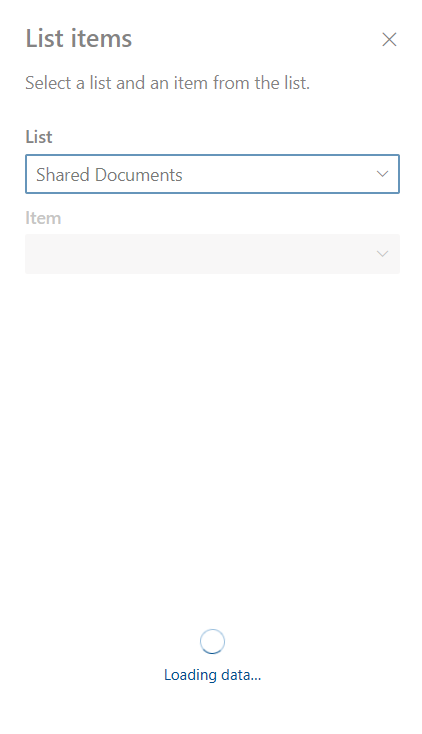 List items
Select a list and an item from the list.
List
Shared Documents
Item
Loading data...